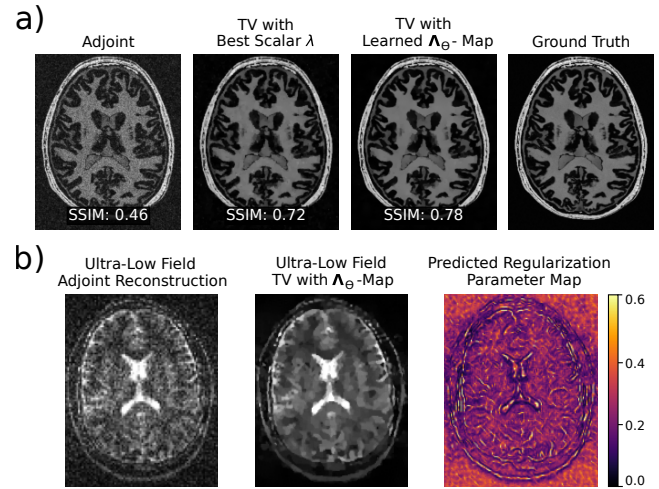 a)
Adjoint
TV with
Best Scalar λ
TV with
Learned Λ_Θ- Map
Ground Truth
SSIM: 0.46
SSIM: 0.72
SSIM: 0.78
b)
Ultra-Low Field
Adjoint Reconstruction
Ultra-Low Field
TV with Λ_Θ-Map
Predicted Regularization
Parameter Map
0.6
0.4
0.2
0.0